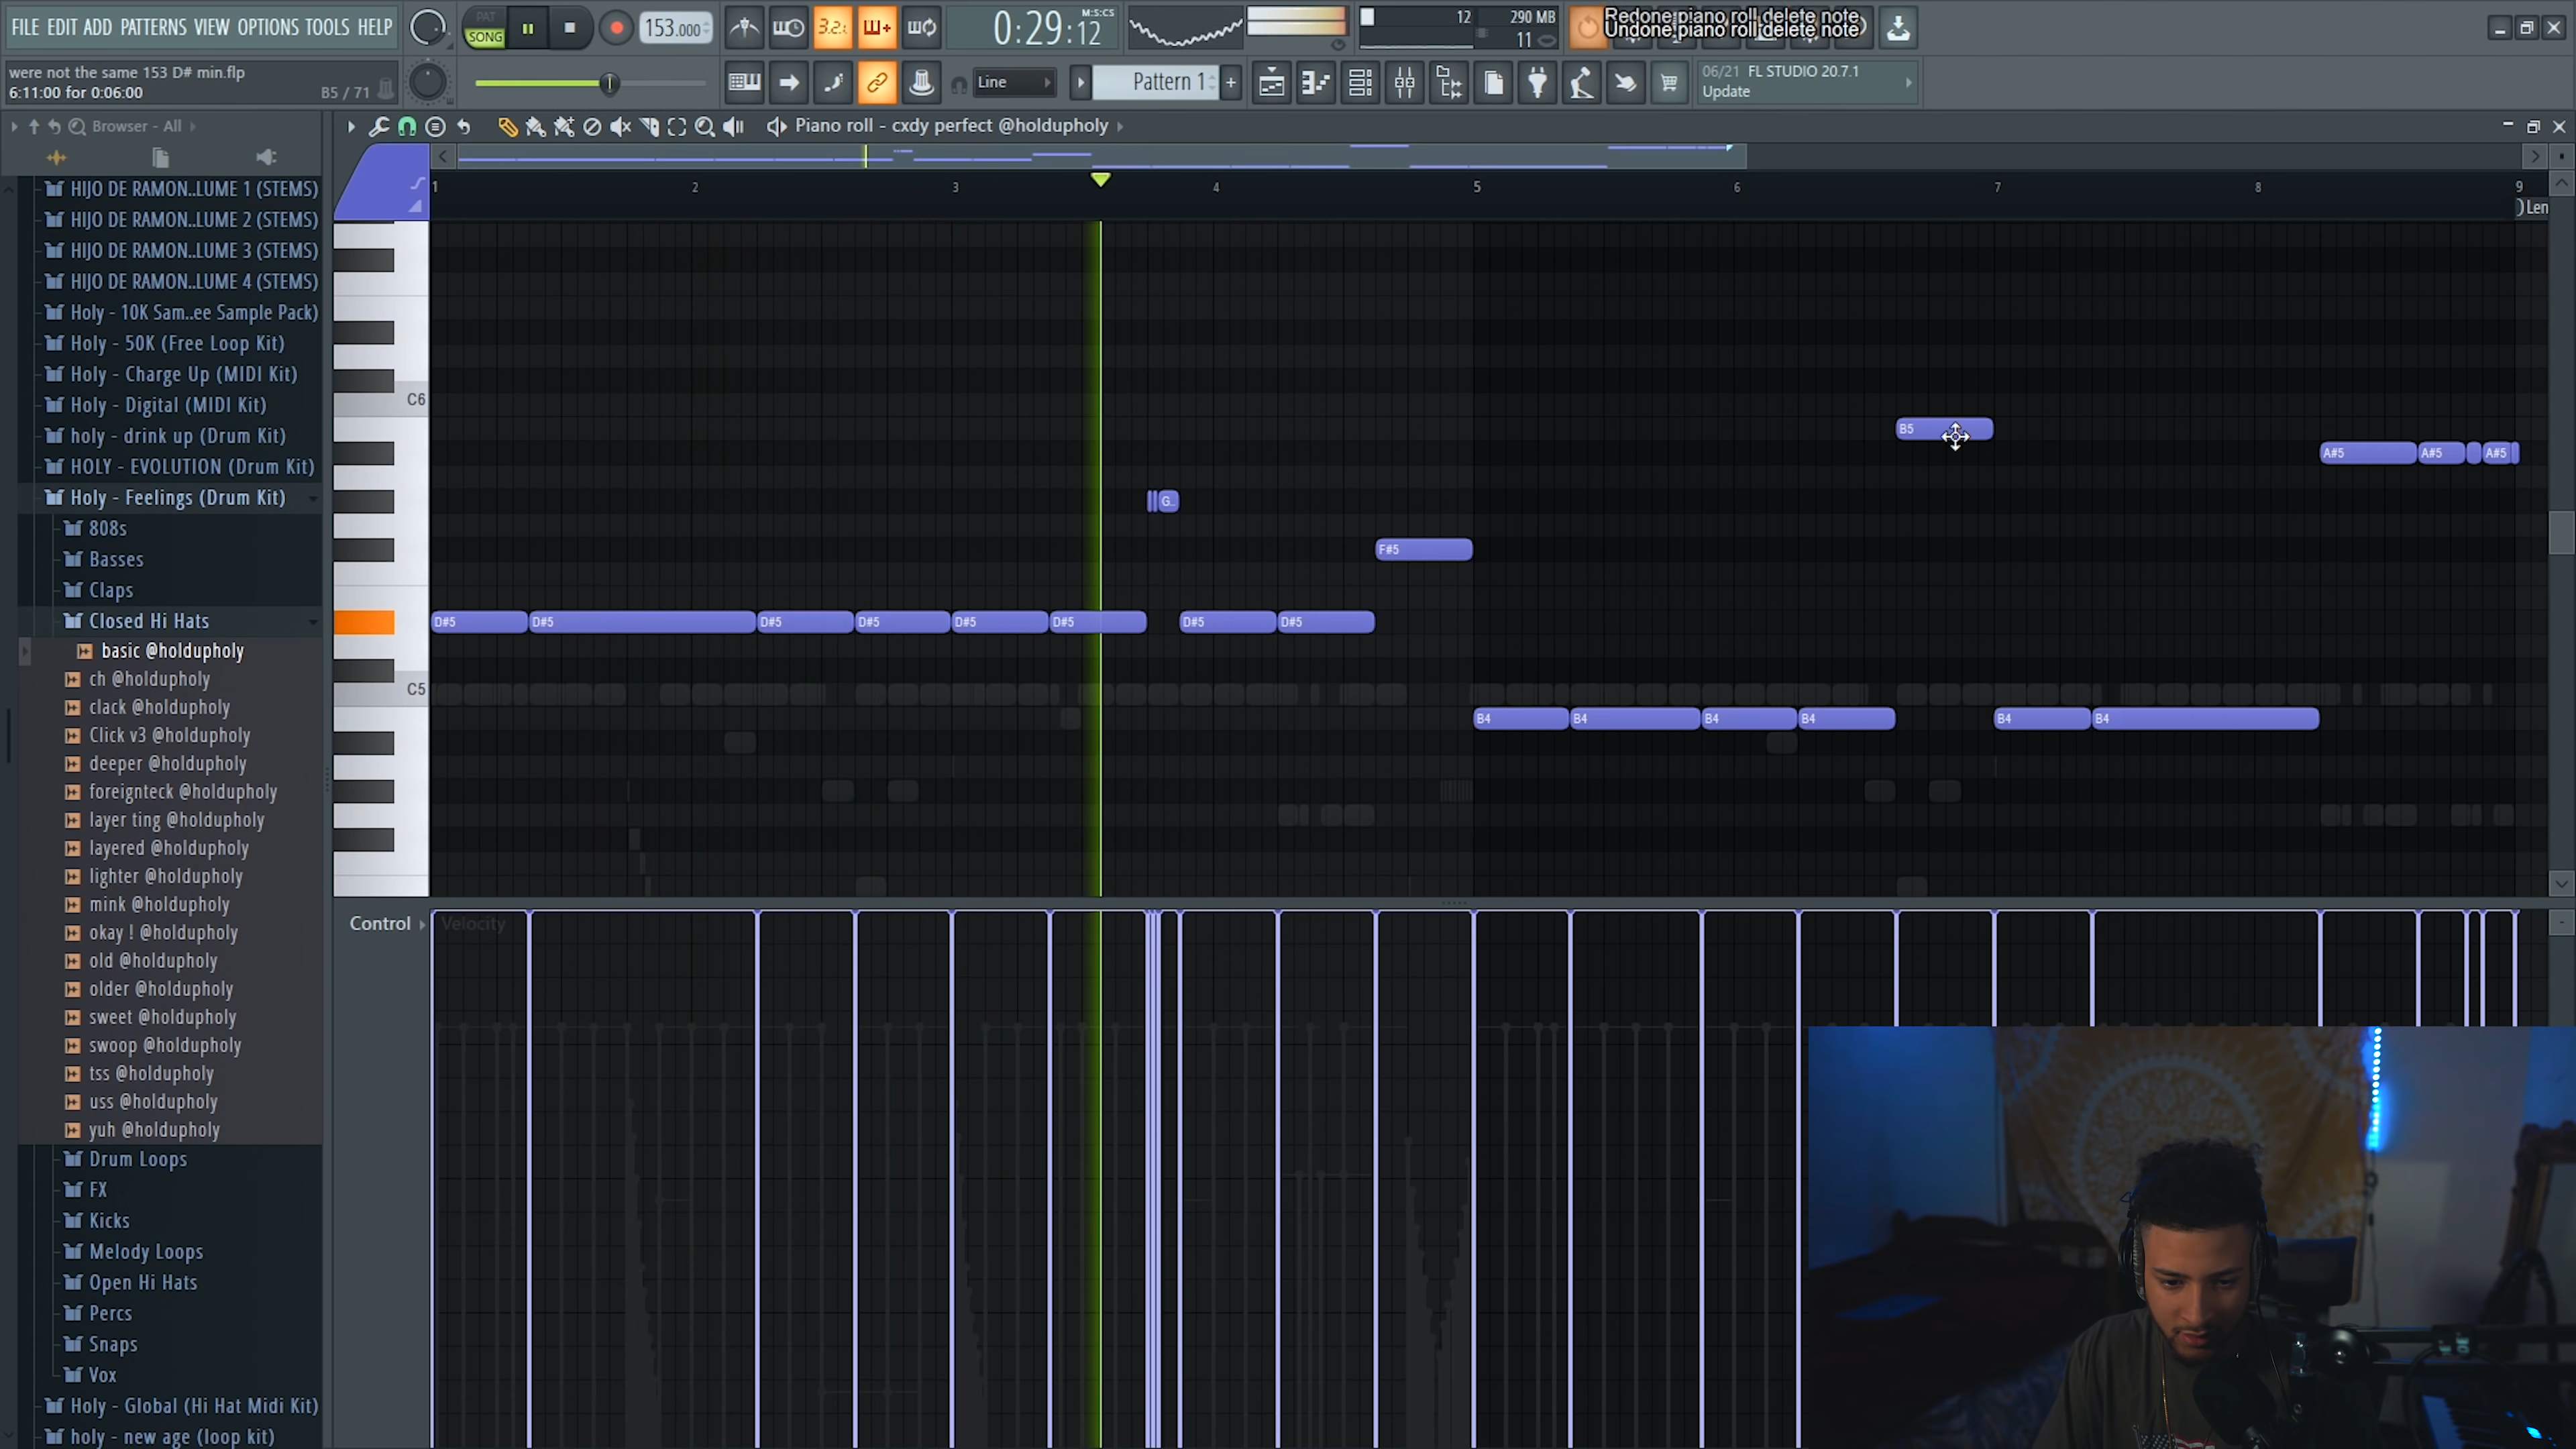 FILE EDIT ADD PATTERNS VIEW OPTIONS TOOLS HELP
PAT
SONG
153.000
3.2.
0:29:12
M:S:CS
12
290 MB
11
Redone piano roll delete note
Undone piano roll delete note
were not the same 153 D# min.flp
6:11:00 for 0:06:00
B5 / 71
Line
Pattern 1
06/21 FL STUDIO 20.7.1
Update
Browser - All
Piano roll - cxdy perfect @holdupholy
HIJO DE RAMON..LUME 1 (STEMS)
HIJO DE RAMON..LUME 2 (STEMS)
HIJO DE RAMON..LUME 3 (STEMS)
HIJO DE RAMON..LUME 4 (STEMS)
Holy - 10K Sam..ee Sample Pack)
Holy - 50K (Free Loop Kit)
Holy - Charge Up (MIDI Kit)
Holy - Digital (MIDI Kit)
holy - drink up (Drum Kit)
HOLY - EVOLUTION (Drum Kit)
Holy - Feelings (Drum Kit)
808s
Basses
Claps
Closed Hi Hats
basic @holdupholy
ch @holdupholy
clack @holdupholy
Click v3 @holdupholy
deeper @holdupholy
foreignteck @holdupholy
layer ting @holdupholy
layered @holdupholy
lighter @holdupholy
mink @holdupholy
okay ! @holdupholy
old @holdupholy
older @holdupholy
sweet @holdupholy
swoop @holdupholy
tss @holdupholy
uss @holdupholy
yuh @holdupholy
Drum Loops
FX
Kicks
Melody Loops
Open Hi Hats
Percs
Snaps
Vox
Holy - Global (Hi Hat Midi Kit)
holy - new age (loop kit)
1 2 3 4 5 6 7 8 9
Len
C6
B5
A#5 A#5 A#5
G..
F#5
D#5 D#5 D#5 D#5 D#5 D#5 D#5 D#5
C5
B4 B4 B4 B4 B4 B4
Control
Velocity